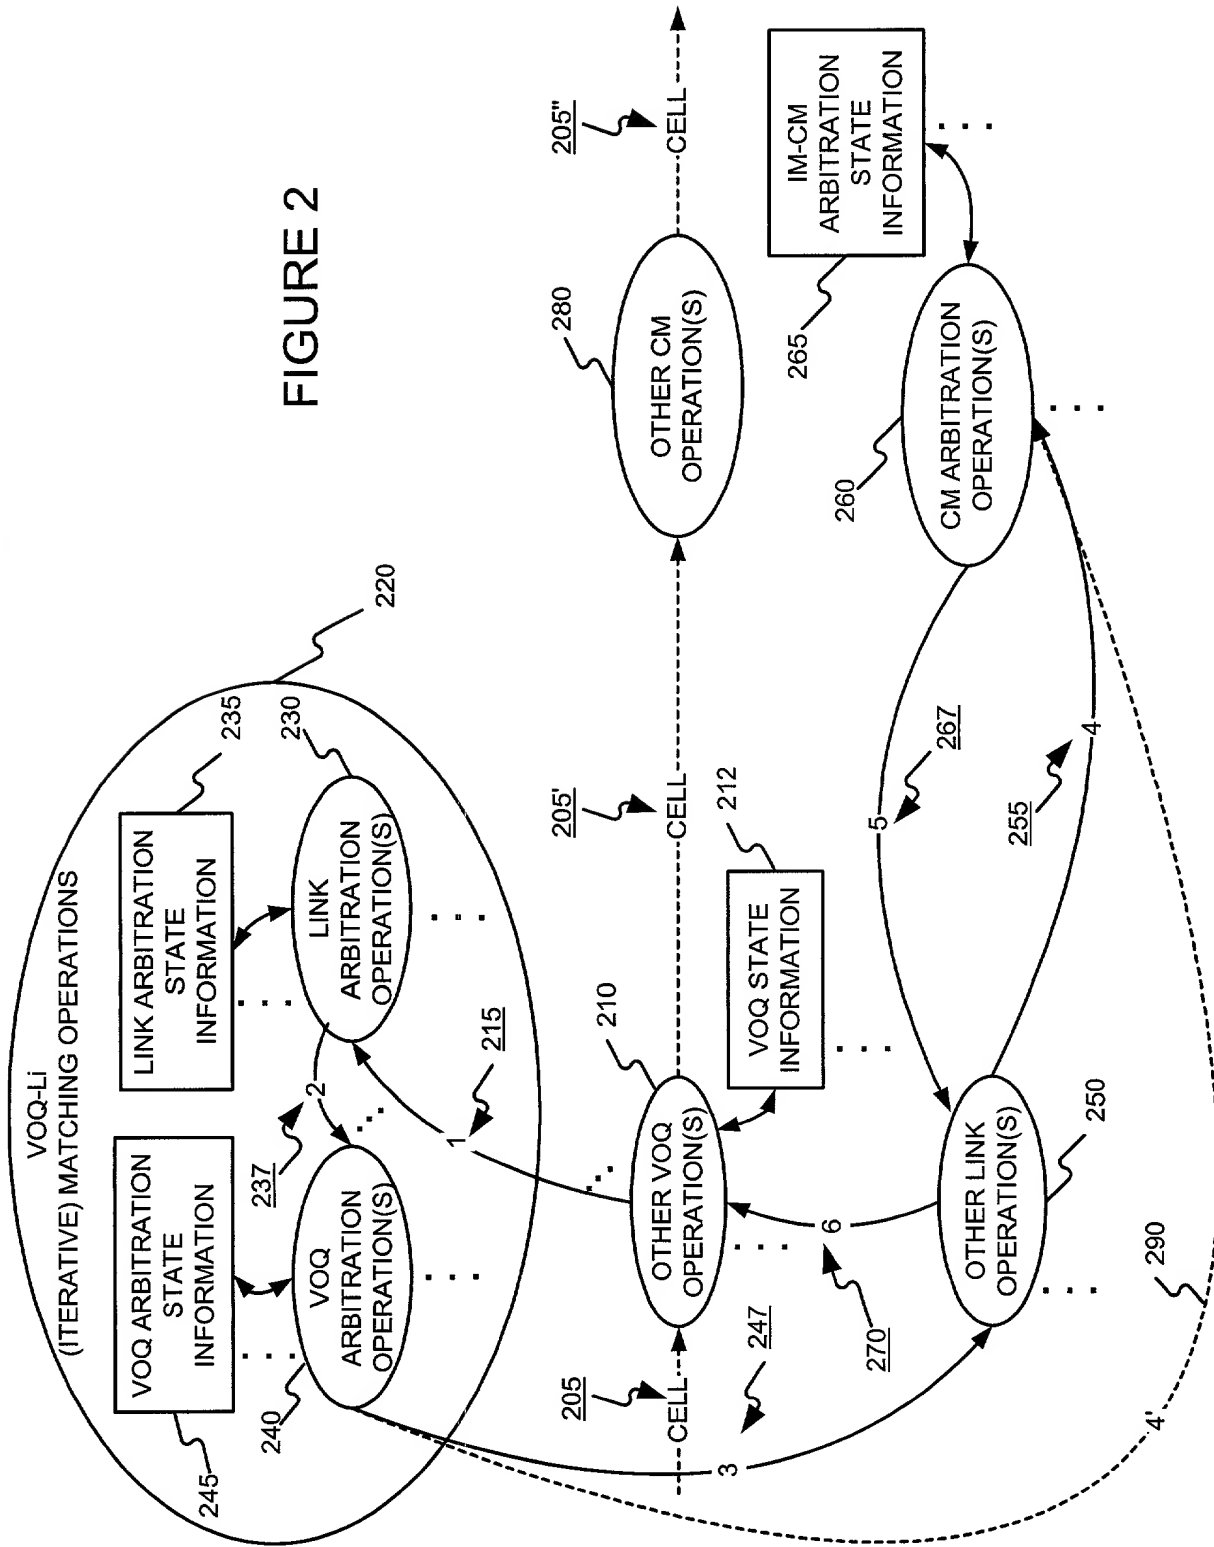 FIGURE 2
VOQ-Li
(ITERATIVE) MATCHING OPERATIONS
220
VOQ ARBITRATION
STATE
INFORMATION
245
LINK ARBITRATION
STATE
INFORMATION
235
. . .
. . .
VOQ
ARBITRATION
OPERATION(S)
240
237
2
LINK
ARBITRATION
OPERATION(S)
230
. . .
. . .
. . .
1
215
. . .
205
CELL
OTHER VOQ
OPERATION(S)
210
205'
CELL
OTHER CM
OPERATION(S)
280
205"
CELL
3
247
. . .
VOQ STATE
INFORMATION
212
. . .
6
270
IM-CM
ARBITRATION
STATE
INFORMATION
265
. . .
5
267
CM ARBITRATION
OPERATION(S)
260
. . .
OTHER LINK
OPERATION(S)
250
. . .
255
4
4'
290